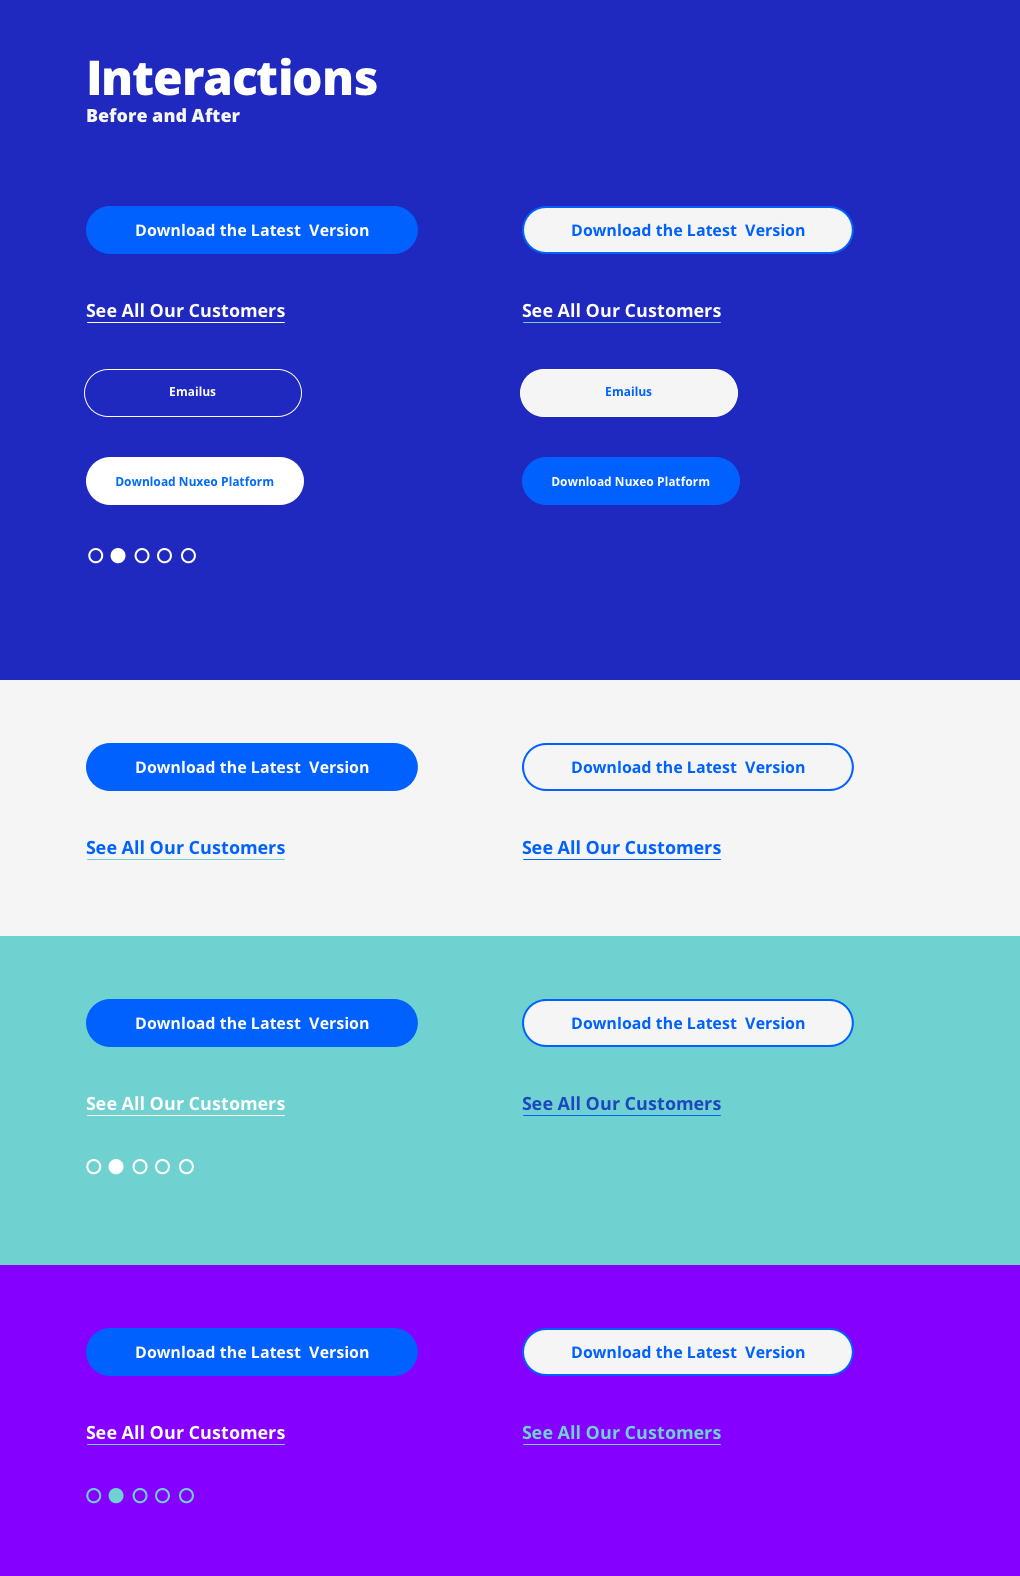 Interactions
Before and After
Download the Latest  Version
Download the Latest  Version
See All Our Customers
See All Our Customers
Emailus
Emailus
Download Nuxeo Platform
Download Nuxeo Platform
Download the Latest  Version
Download the Latest  Version
See All Our Customers
See All Our Customers
Download the Latest  Version
Download the Latest  Version
See All Our Customers
See All Our Customers
Download the Latest  Version
Download the Latest  Version
See All Our Customers
See All Our Customers